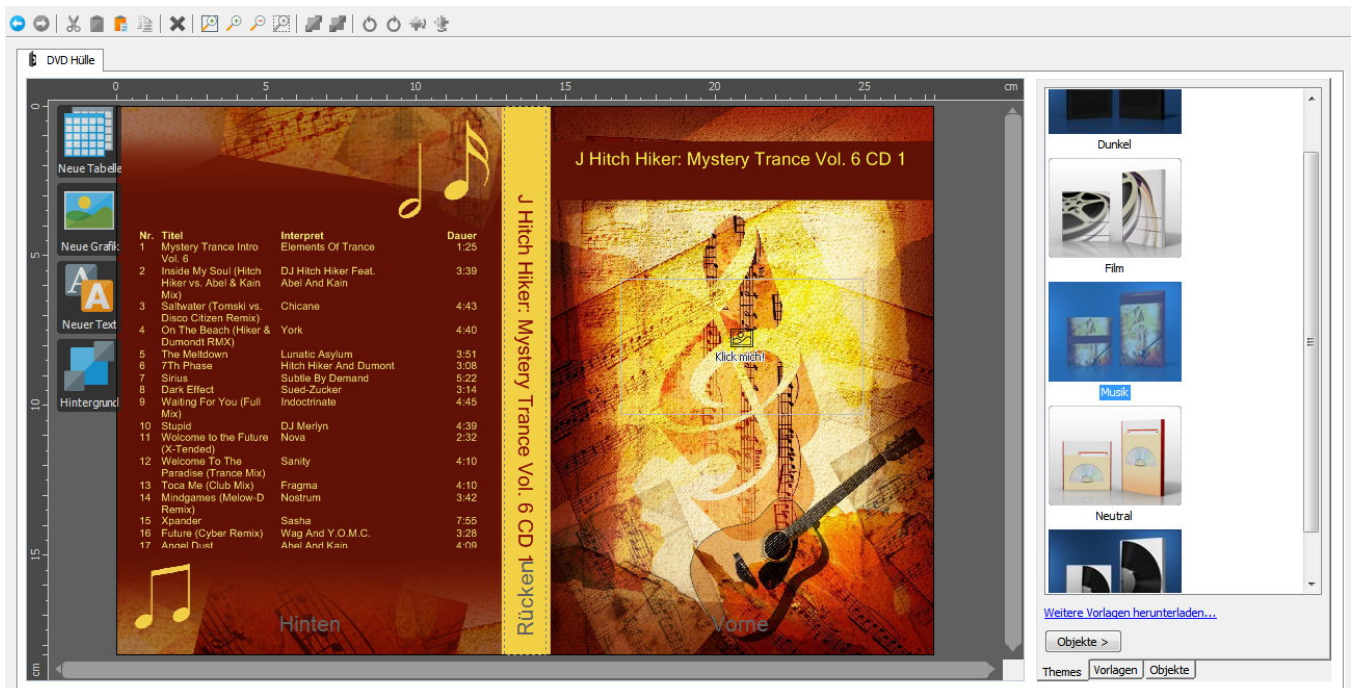 DVD Hülle
0 5 10 15 20 25 cm
0
5
10
15
cm
Neue Tabelle
Neue Grafik
Neuer Text
Hintergrund
Nr. Titel Interpret Dauer
1 Mystery Trance Intro Elements Of Trance 1:25
Vol. 6
2 Inside My Soul (Hitch DJ Hitch Hiker Feat. 3:39
Hiker vs. Abel & Kain Abel And Kain
Mix)
3 Saltwater (Tomski vs. Chicane 4:43
Disco Citizen Remix)
4 On The Beach (Hiker & York 4:40
Dumondt RMX)
5 The Meltdown Lunatic Asylum 3:51
6 7Th Phase Hitch Hiker And Dumont 3:08
7 Sirius Subtle By Demand 5:22
8 Dark Effect Sued-Zucker 3:14
9 Waiting For You (Full Indoctrinate 4:45
Mix)
10 Stupid DJ Merlyn 4:39
11 Wolcome to the Future Nova 2:32
(X-Tended)
12 Welcome To The Sanity 4:10
Paradise (Trance Mix)
13 Toca Me (Club Mix) Fragma 4:10
14 Mindgames (Melow-D Nostrum 3:42
Remix)
15 Xpander Sasha 7:55
16 Future (Cyber Remix) Wag And Y.O.M.C. 3:28
17 Angel Dust Abel And Kain 4:09
Hinten
J Hitch Hiker: Mystery Trance Vol. 6 CD 1
Rücken
J Hitch Hiker: Mystery Trance Vol. 6 CD 1
Klick mich!
Vorne
Dunkel
Film
Musik
Neutral
Weitere Vorlagen herunterladen...
Objekte >
Themes Vorlagen Objekte